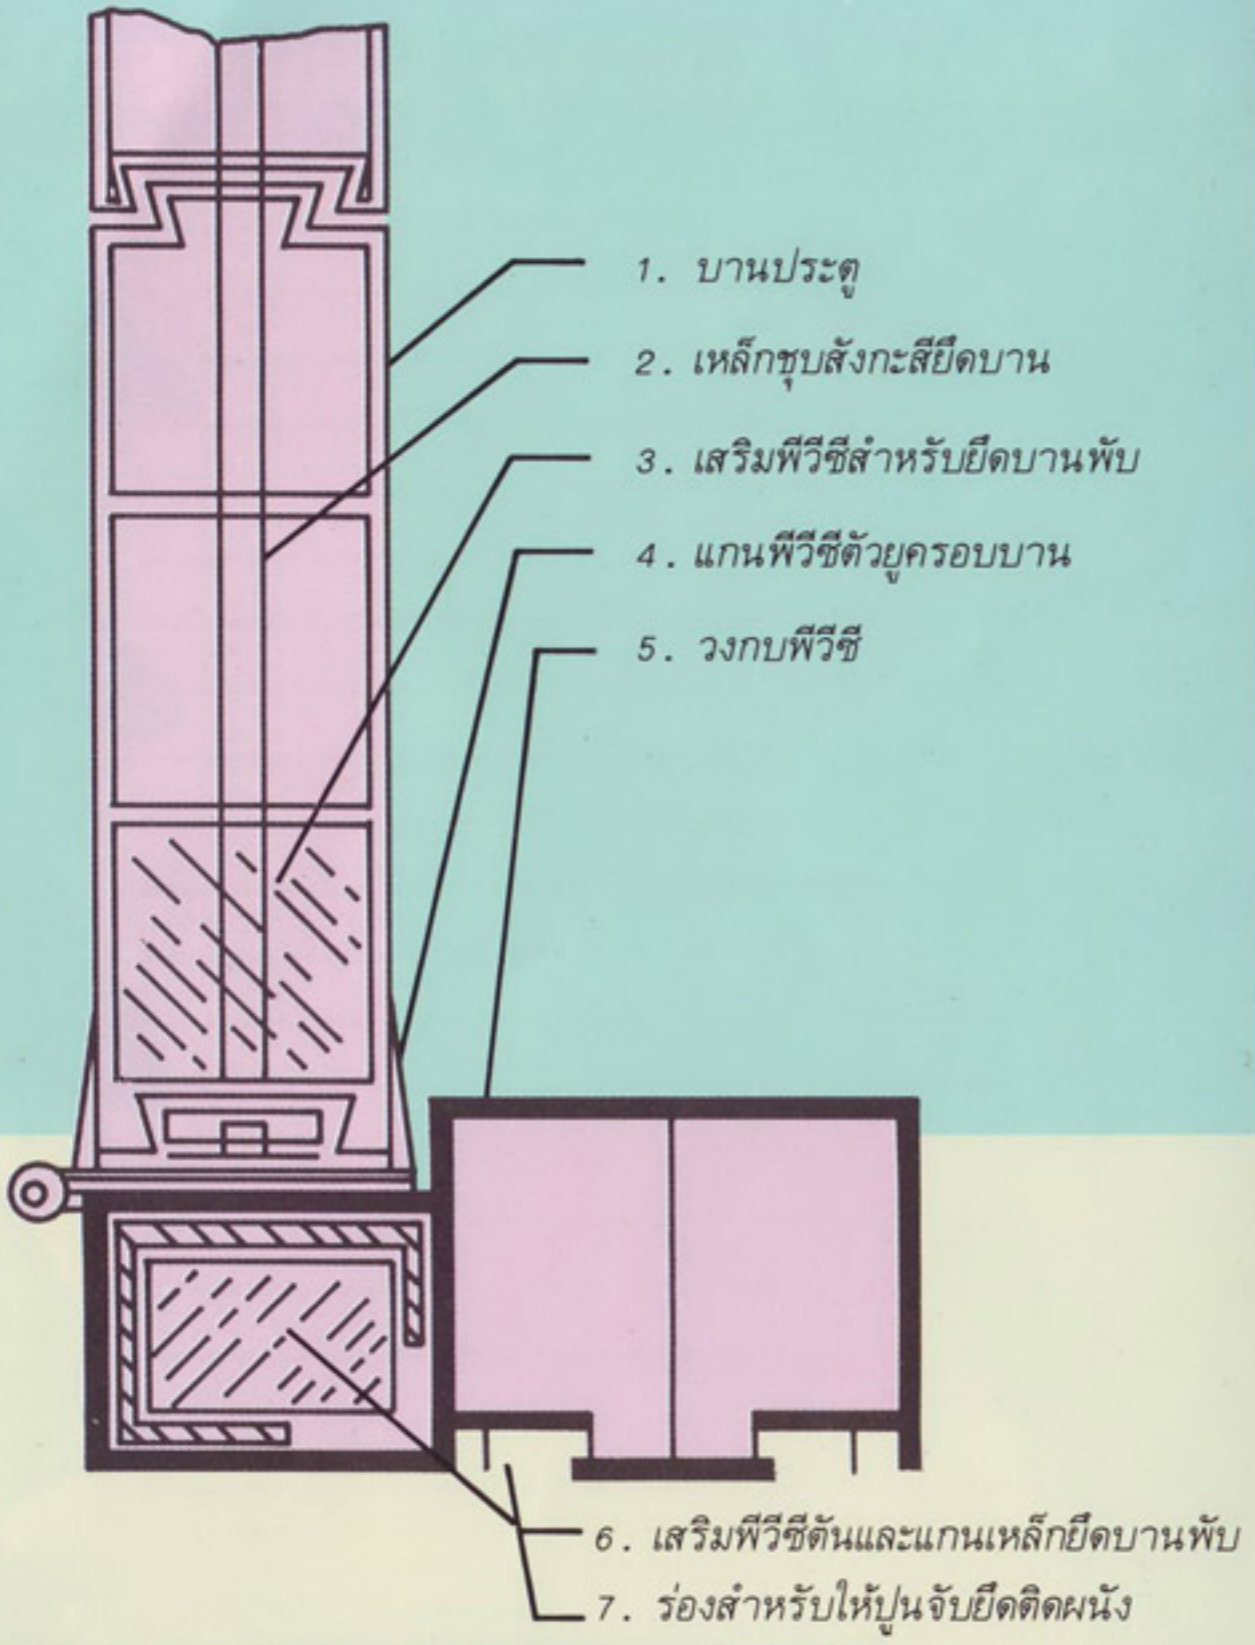 1. บานประตู
2. เหล็กชุบสังกะสียึดบาน
3. เสริมพีวีซีสำหรับยึดบานพับ
4. แกนพีวีซีตัวยูครอบบาน
5. วงกบพีวีซี
6. เสริมพีวีซีตันและแกนเหล็กยึดบานพับ
7. ร่องสำหรับให้ปูนจับยึดติดผนัง